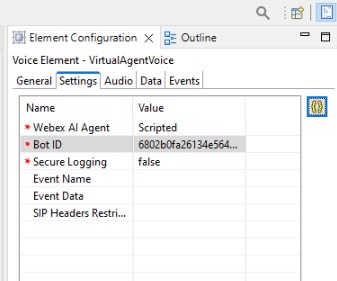 Element Configuration Outline
Voice Element - VirtualAgentVoice
General Settings Audio Data Events
Name Value
* Webex AI Agent Scripted
* Bot ID 6802b0fa26134e564...
* Secure Logging false
Event Name
Event Data
SIP Headers Restri...